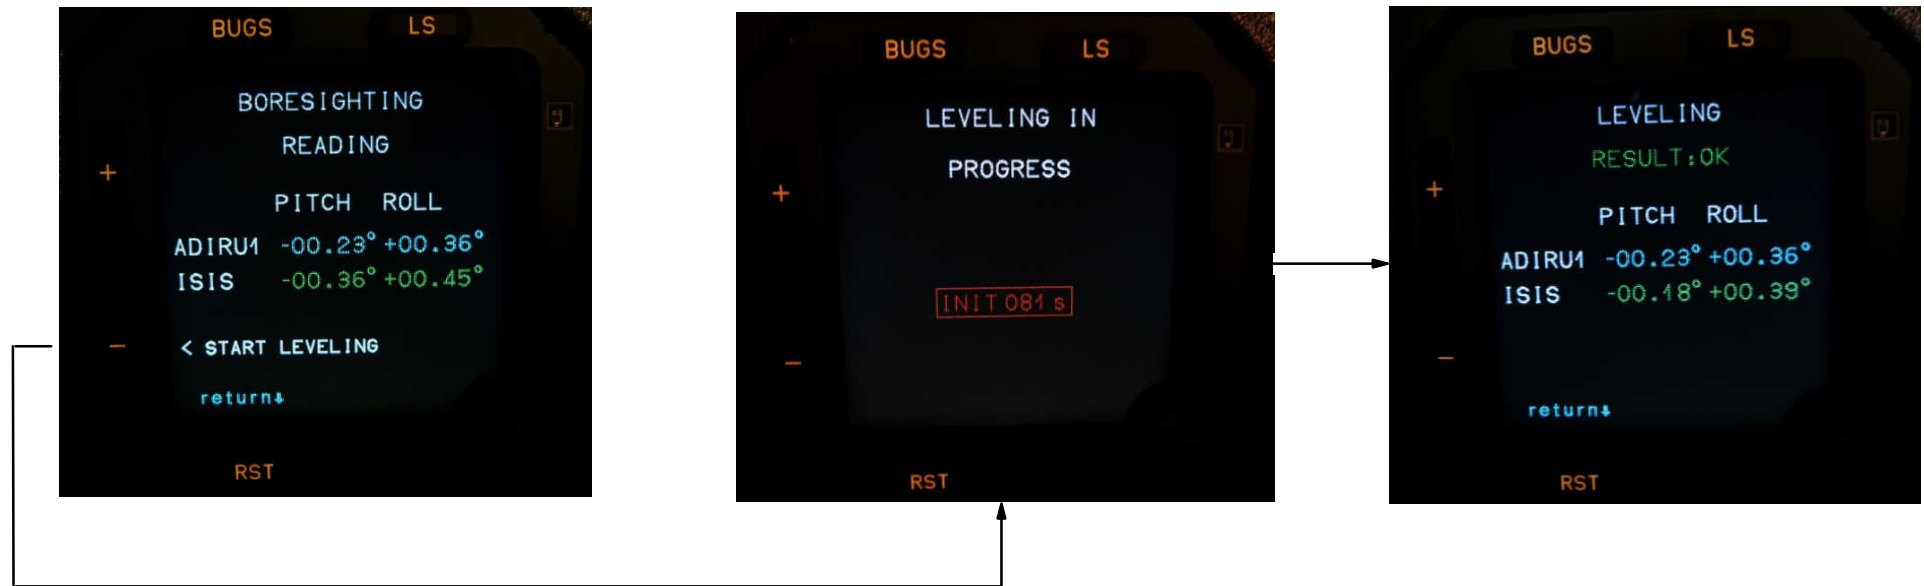 BUGS LS
BORESIGHTING
READING
+
PITCH ROLL
ADIRU1 -00.23° +00.36°
ISIS -00.36° +00.45°
-
< START LEVELING
return⬇
RST
BUGS LS
LEVELING IN
PROGRESS
+
INIT 081 s
-
RST
BUGS LS
LEVELING
RESULT:OK
+
PITCH ROLL
ADIRU1 -00.23° +00.36°
ISIS -00.18° +00.39°
-
return⬇
RST